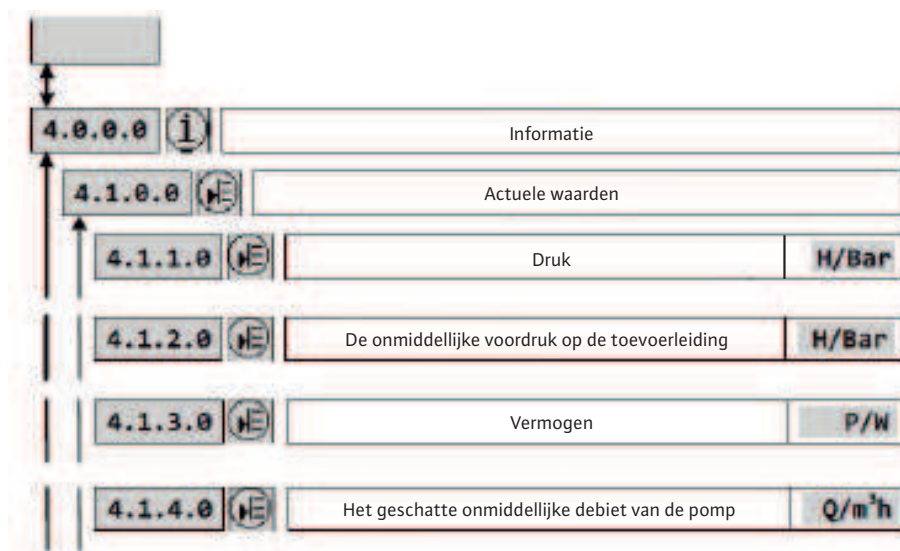 4.0.0.0 i Informatie
4.1.0.0 Actuele waarden
4.1.1.0 Druk H/Bar
4.1.2.0 De onmiddellijke voordruk op de toevoerleiding H/Bar
4.1.3.0 Vermogen P/W
4.1.4.0 Het geschatte onmiddellijke debiet van de pomp Q/m³h